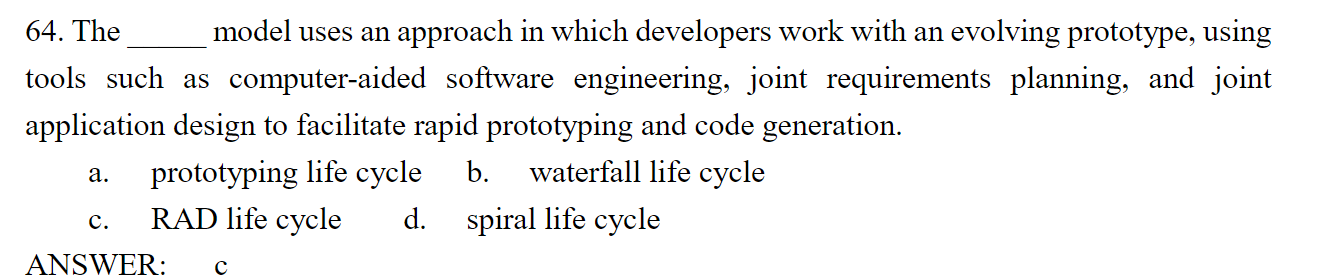 64. The _____ model uses an approach in which developers work with an evolving prototype, using
tools such as computer-aided software engineering, joint requirements planning, and joint
application design to facilitate rapid prototyping and code generation.
a. prototyping life cycle b. waterfall life cycle
c. RAD life cycle d. spiral life cycle
ANSWER: c